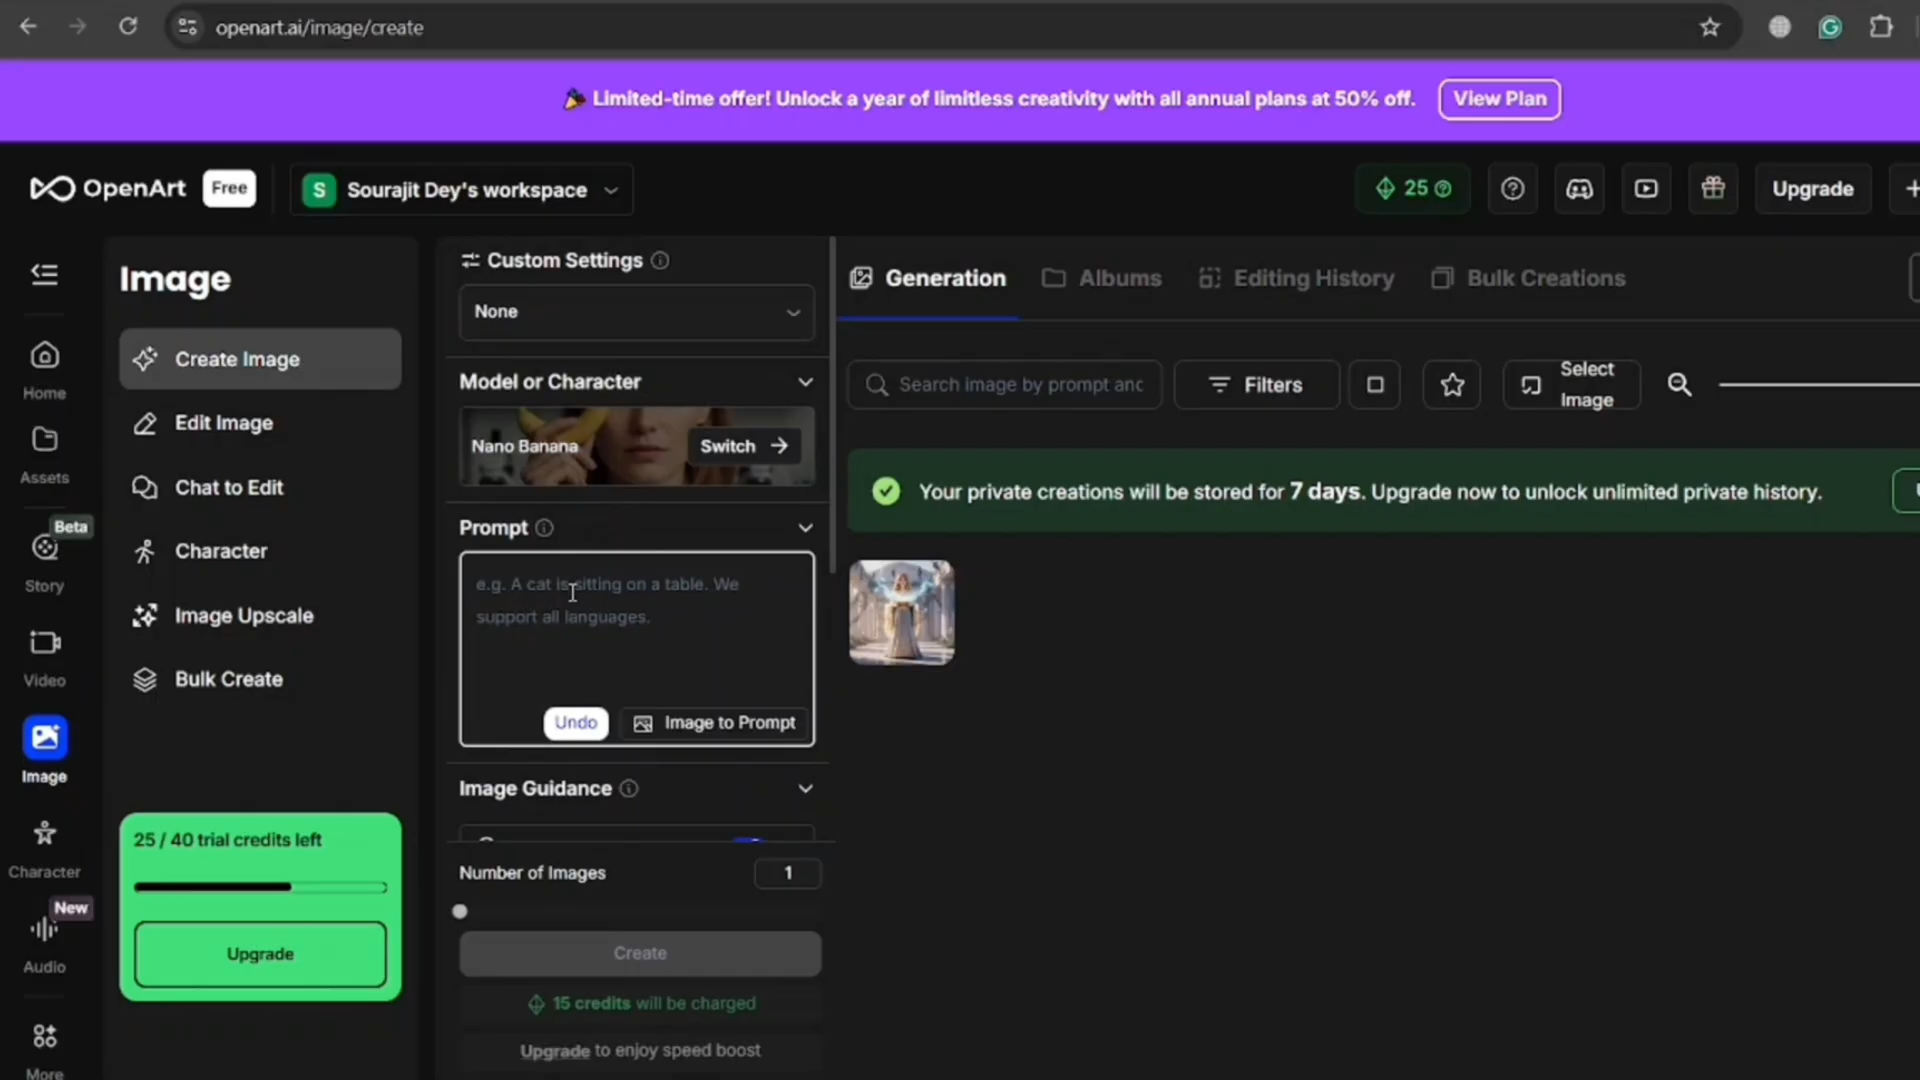 openart.ai/image/create
Limited-time offer! Unlock a year of limitless creativity with all annual plans at 50% off.
View Plan
OpenArt
Free
S
Sourajit Dey's workspace
25
Upgrade
Image
Create Image
Edit Image
Chat to Edit
Character
Image Upscale
Bulk Create
25 / 40 trial credits left
Upgrade
Home
Assets
Beta
Story
Video
Image
Character
New
Audio
More
Custom Settings
None
Model or Character
Nano Banana
Switch
Prompt
e.g. A cat is sitting on a table. We
support all languages.
Undo
Image to Prompt
Image Guidance
Number of Images
1
Create
15 credits will be charged
Upgrade to enjoy speed boost
Generation
Albums
Editing History
Bulk Creations
Search image by prompt and
Filters
Select
Image
Your private creations will be stored for 7 days. Upgrade now to unlock unlimited private history.